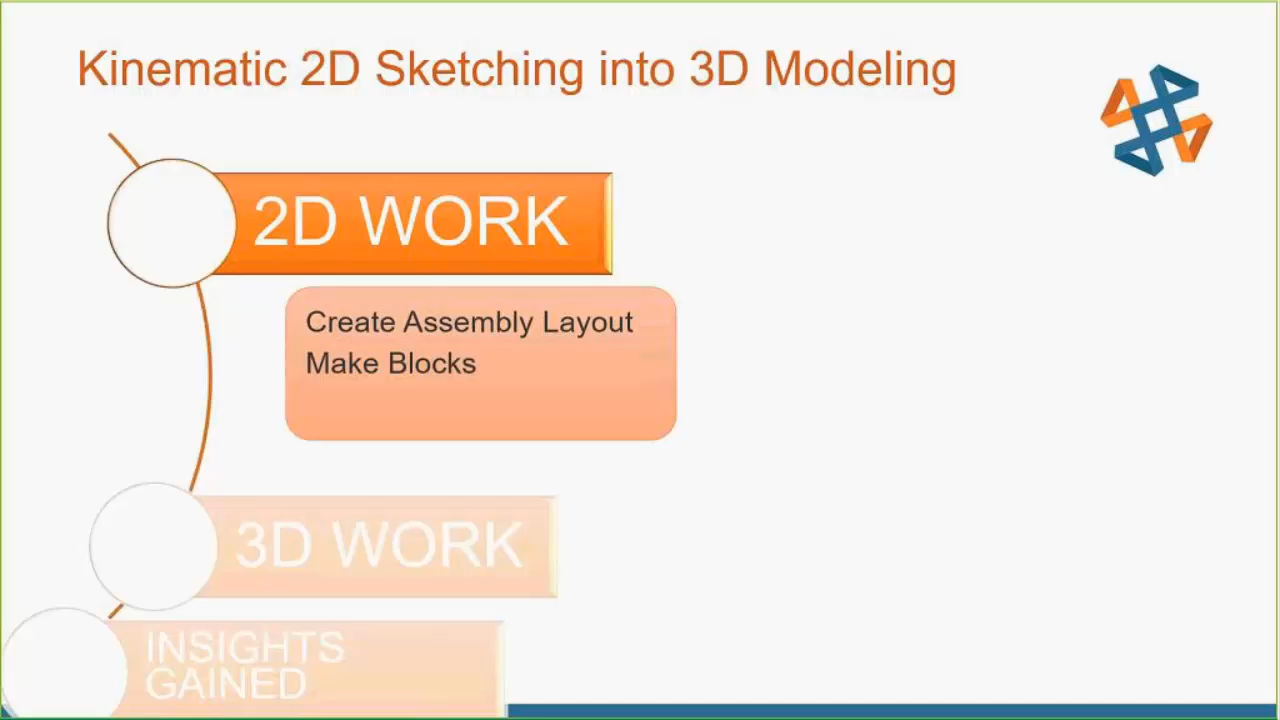 Kinematic 2D Sketching into 3D Modeling
2D WORK
Create Assembly Layout
Make Blocks
3D WORK
INSIGHTS
GAINED